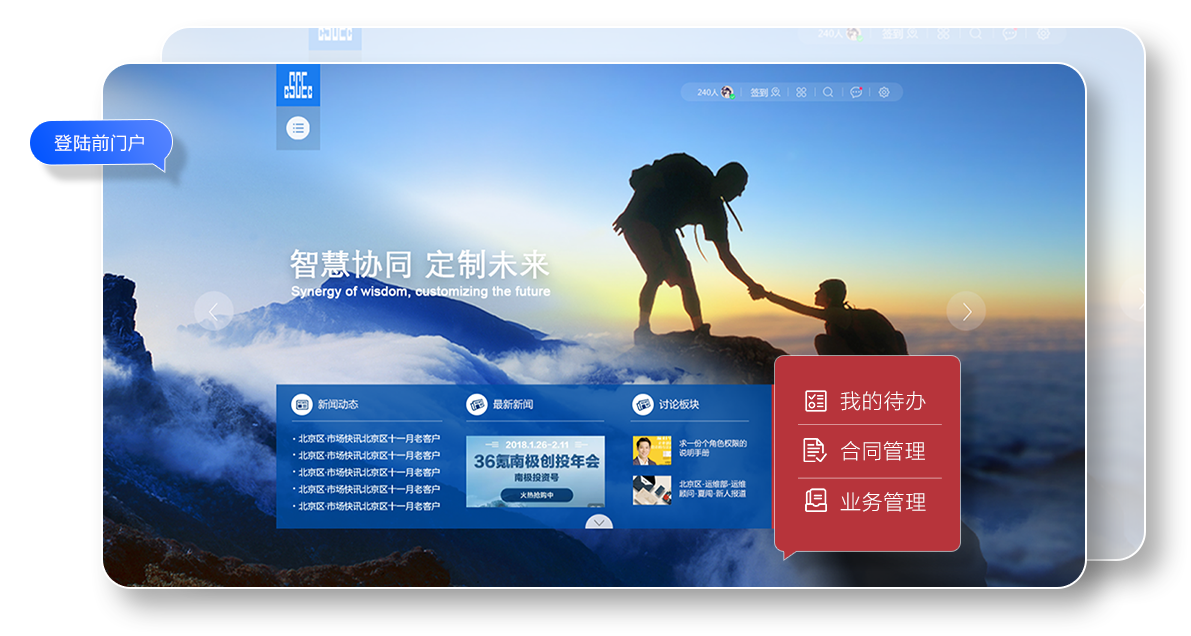 240人
签到
cSCEc
240人
签到
登陆前门户
智慧协同 定制未来
Synergy of wisdom, customizing the future
新闻动态
·北京区·市场快讯北京区十一月老客户
·北京区·市场快讯北京区十一月老客户
·北京区·市场快讯北京区十一月老客户
·北京区·市场快讯北京区十一月老客户
·北京区·市场快讯北京区十一月老客户
最新新闻
2018.1.26-2.11
36氪南极创投年会
南极投资号
火热抢购中
讨论板块
求一份个角色权限的
说明手册
北京区-运维部-运维
顾问-夏闯-新人报道
我的待办
合同管理
业务管理